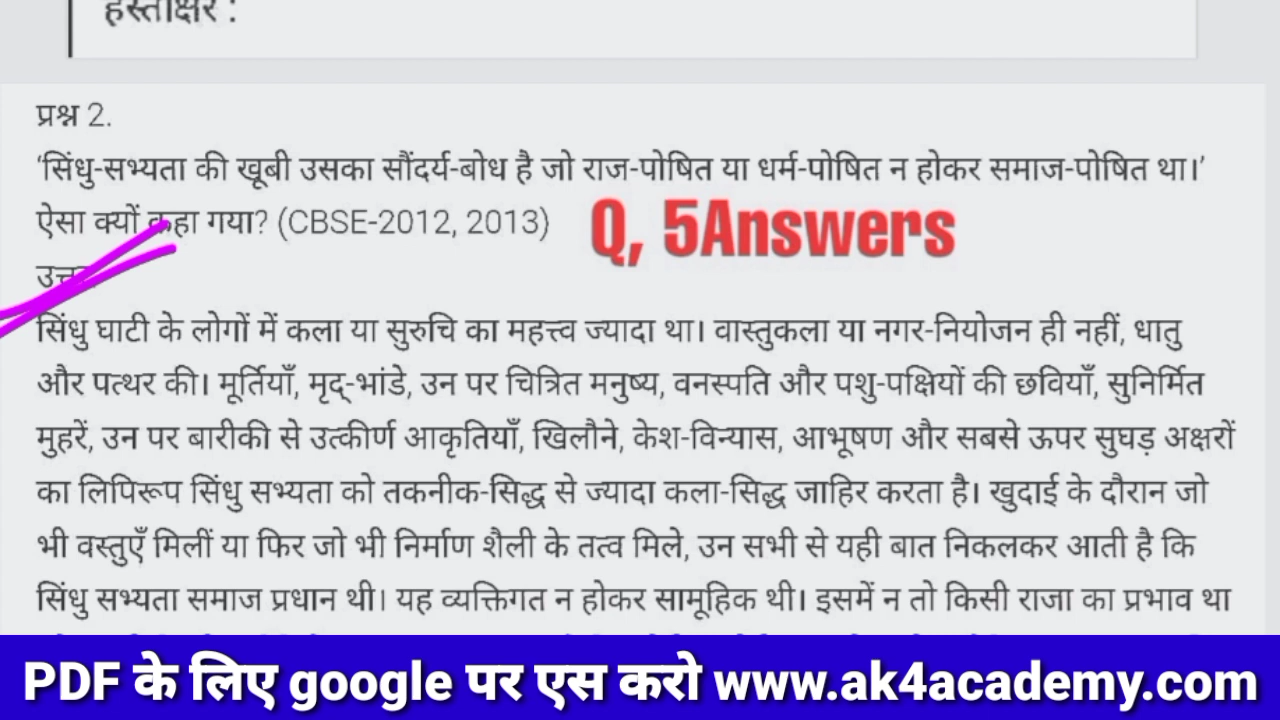 हस्ताक्षर :
प्रश्न 2.
‘सिंधु-सभ्यता की खूबी उसका सौंदर्य-बोध है जो राज-पोषित या धर्म-पोषित न होकर समाज-पोषित था।’
ऐसा क्यों कहा गया? (CBSE-2012, 2013)
Q, 5Answers
सिंधु घाटी के लोगों में कला या सुरुचि का महत्त्व ज्यादा था। वास्तुकला या नगर-नियोजन ही नहीं, धातु
और पत्थर की। मूर्तियाँ, मृद्-भांडे, उन पर चित्रित मनुष्य, वनस्पति और पशु-पक्षियों की छवियाँ, सुनिर्मित
मुहरें, उन पर बारीकी से उत्कीर्ण आकृतियाँ, खिलौने, केश-विन्यास, आभूषण और सबसे ऊपर सुघड़ अक्षरों
का लिपिरूप सिंधु सभ्यता को तकनीक-सिद्ध से ज्यादा कला-सिद्ध जाहिर करता है। खुदाई के दौरान जो
भी वस्तुएँ मिलीं या फिर जो भी निर्माण शैली के तत्व मिले, उन सभी से यही बात निकलकर आती है कि
सिंधु सभ्यता समाज प्रधान थी। यह व्यक्तिगत न होकर सामूहिक थी। इसमें न तो किसी राजा का प्रभाव था
PDF के लिए google पर एस करो www.ak4academy.com